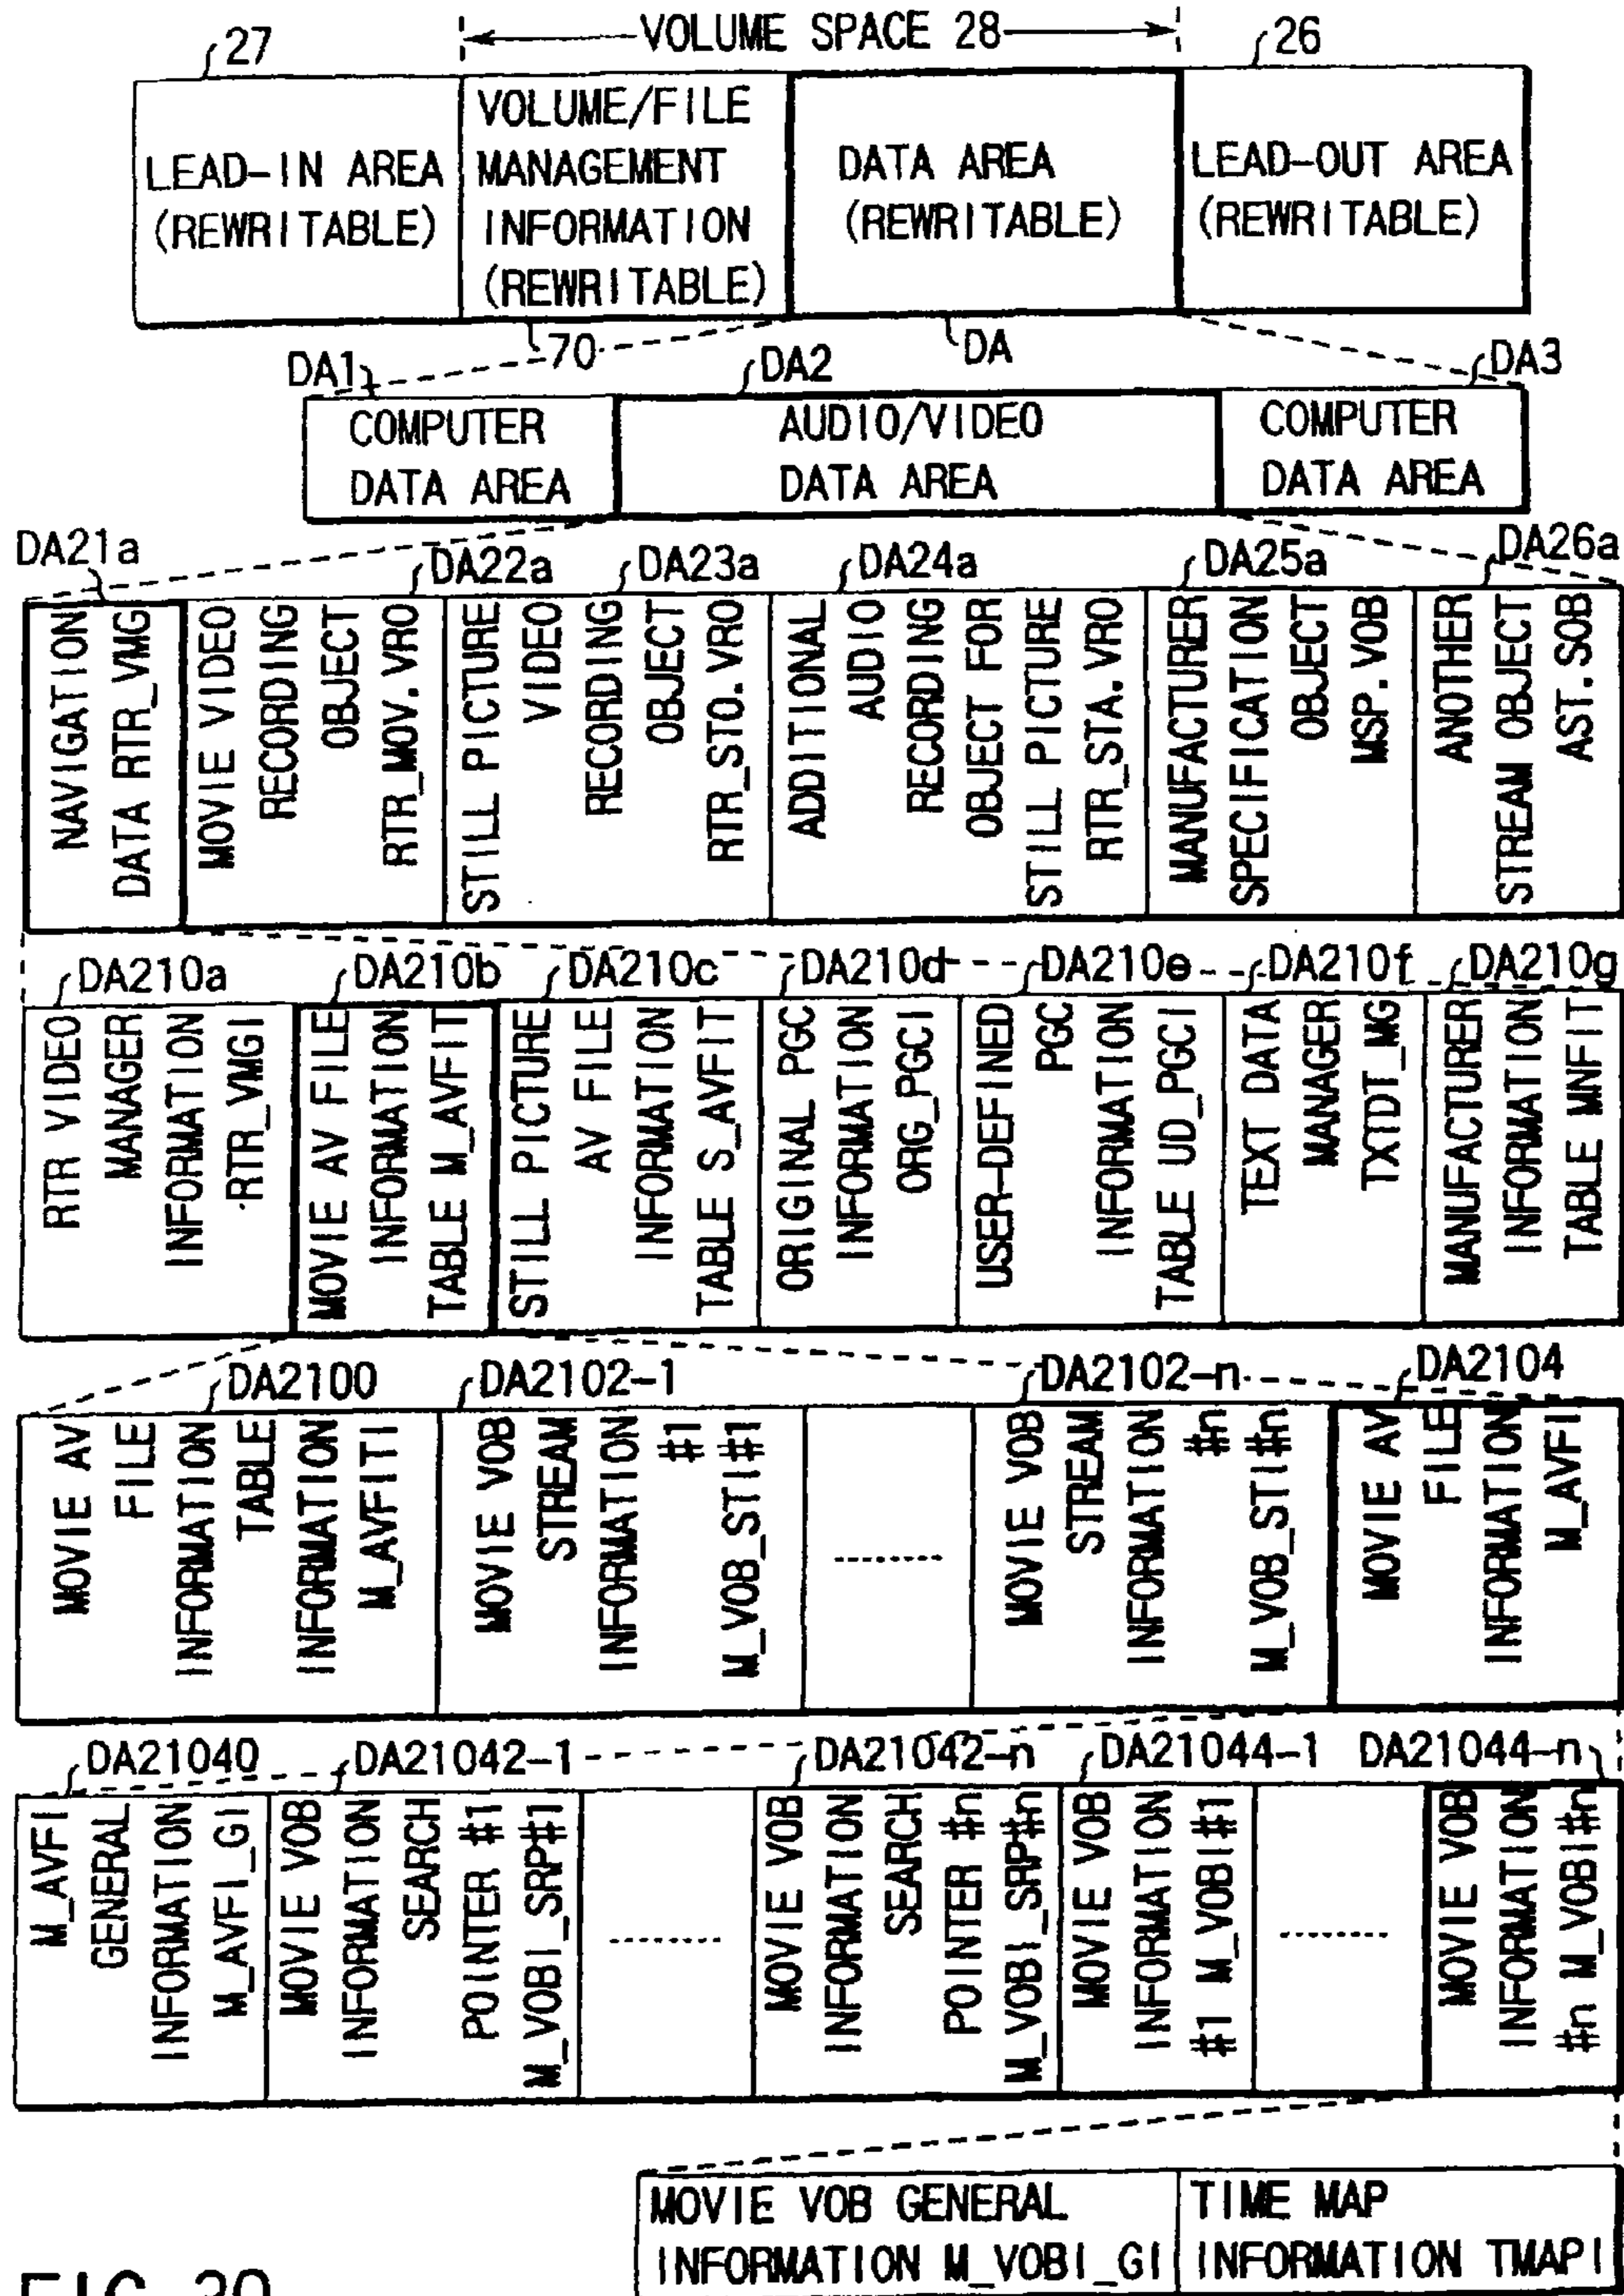 27
VOLUME SPACE 28
26
LEAD-IN AREA
(REWRITABLE)
VOLUME/FILE
MANAGEMENT
INFORMATION
(REWRITABLE)
DATA AREA
(REWRITABLE)
LEAD-OUT AREA
(REWRITABLE)
70
DA
DA1
DA2
DA3
COMPUTER
DATA AREA
AUDIO/VIDEO
DATA AREA
COMPUTER
DATA AREA
DA21a
DA22a
DA23a
DA24a
DA25a
DA26a
NAVIGATION
DATA RTR_VMG
MOVIE VIDEO
RECORDING
OBJECT
RTR_MOV.VRO
STILL PICTURE
VIDEO
RECORDING
OBJECT
RTR_STO.VRO
ADDITIONAL
AUDIO
RECORDING
OBJECT FOR
STILL PICTURE
RTR_STA.VRO
MANUFACTURER
SPECIFICATION
OBJECT
MSP.VOB
ANOTHER
STREAM OBJECT
AST.SOB
DA210a
DA210b
DA210c
DA210d
DA210e
DA210f
DA210g
RTR VIDEO
MANAGER
INFORMATION
RTR_VMGI
MOVIE AV FILE
INFORMATION
TABLE M_AVFIT
STILL PICTURE
AV FILE
INFORMATION
TABLE S_AVFIT
ORIGINAL PGC
INFORMATION
ORG_PGCI
USER-DEFINED
PGC
INFORMATION
TABLE UD_PGCI
TEXT DATA
MANAGER
TXTDT_MG
MANUFACTURER
INFORMATION
TABLE MNFIT
DA2100
DA2102-1
DA2102-n
DA2104
MOVIE AV
FILE
INFORMATION
TABLE
INFORMATION
M_AVFITI
MOVIE VOB
STREAM
INFORMATION
#1
M_VOB_STI#1
MOVIE VOB
STREAM
INFORMATION
#n
M_VOB_STI#n
MOVIE AV
FILE
INFORMATION
M_AVFI
DA21040
DA21042-1
DA21042-n
DA21044-1
DA21044-n
M_AVFI
GENERAL
INFORMATION
M_AVFI_GI
MOVIE VOB
INFORMATION
SEARCH
POINTER #1
M_VOBI_SRP#1
MOVIE VOB
INFORMATION
SEARCH
POINTER #n
M_VOBI_SRP#n
MOVIE VOB
INFORMATION
#1 M_VOBI#1
MOVIE VOB
INFORMATION
#n M_VOBI#n
MOVIE VOB GENERAL
INFORMATION M_VOBI_GI
TIME MAP
INFORMATION TMAPI